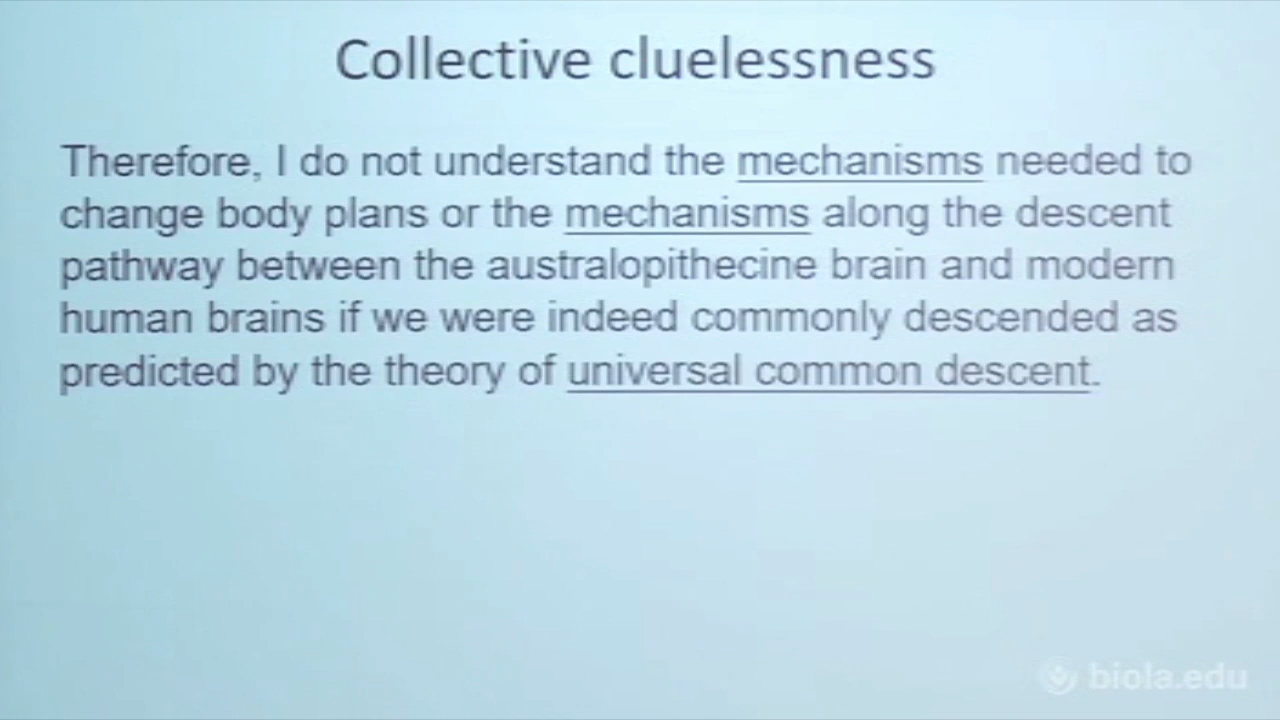 Collective cluelessness
Therefore, I do not understand the mechanisms needed to
change body plans or the mechanisms along the descent
pathway between the australopithecine brain and modern
human brains if we were indeed commonly descended as
predicted by the theory of universal common descent.
biola.edu